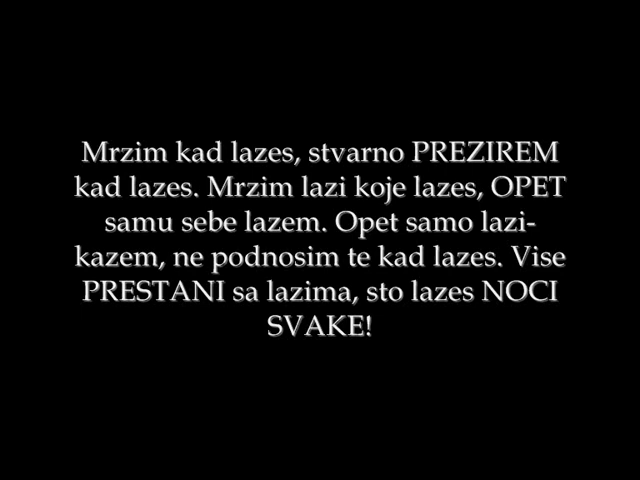 Mrzim kad lazes, stvarno PREZIREM
kad lazes. Mrzim lazi koje lazes, OPET
samu sebe lazem. Opet samo lazi-
kazem, ne podnosim te kad lazes. Vise
PRESTANI sa lazima, sto lazes NOCI
SVAKE!